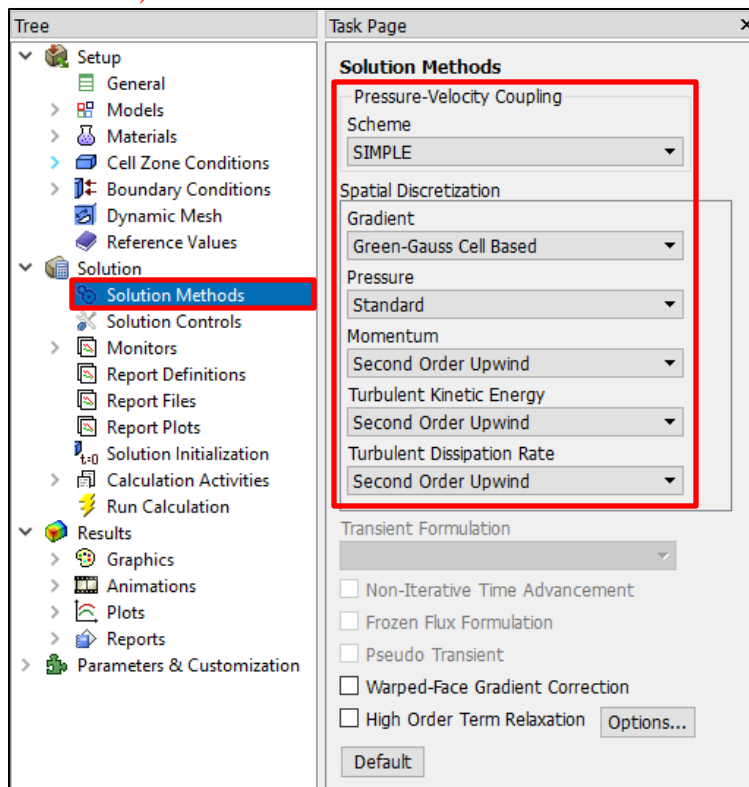 Tree
Setup
General
Models
Materials
Cell Zone Conditions
Boundary Conditions
Dynamic Mesh
Reference Values
Solution
Solution Methods
Solution Controls
Monitors
Report Definitions
Report Files
Report Plots
t=0 Solution Initialization
Calculation Activities
Run Calculation
Results
Graphics
Animations
Plots
Reports
Parameters & Customization
Task Page
Solution Methods
Pressure-Velocity Coupling
Scheme
SIMPLE
Spatial Discretization
Gradient
Green-Gauss Cell Based
Pressure
Standard
Momentum
Second Order Upwind
Turbulent Kinetic Energy
Second Order Upwind
Turbulent Dissipation Rate
Second Order Upwind
Transient Formulation
Non-Iterative Time Advancement
Frozen Flux Formulation
Pseudo Transient
Warped-Face Gradient Correction
High Order Term Relaxation Options...
Default